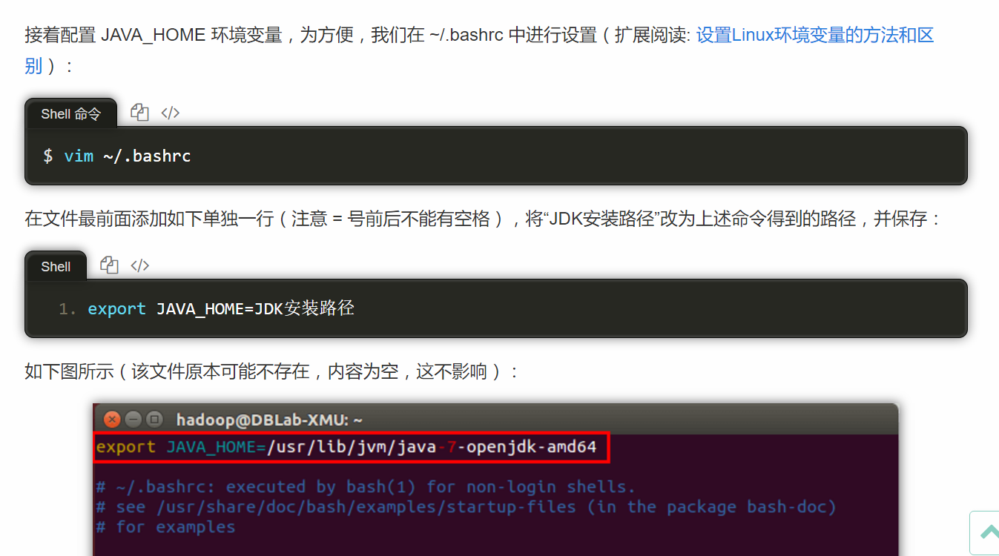 接着配置 JAVA_HOME 环境变量，为方便，我们在 ~/.bashrc 中进行设置（扩展阅读: 设置Linux环境变量的方法和区
别）：
Shell 命令 </>
$ vim ~/.bashrc
在文件最前面添加如下单独一行（注意 = 号前后不能有空格），将“JDK安装路径”改为上述命令得到的路径，并保存：
Shell </>
1. export JAVA_HOME=JDK安装路径
如下图所示（该文件原本可能不存在，内容为空，这不影响）：
hadoop@DBLab-XMU: ~
export JAVA_HOME=/usr/lib/jvm/java-7-openjdk-amd64
# ~/.bashrc: executed by bash(1) for non-login shells.
# see /usr/share/doc/bash/examples/startup-files (in the package bash-doc)
# for examples